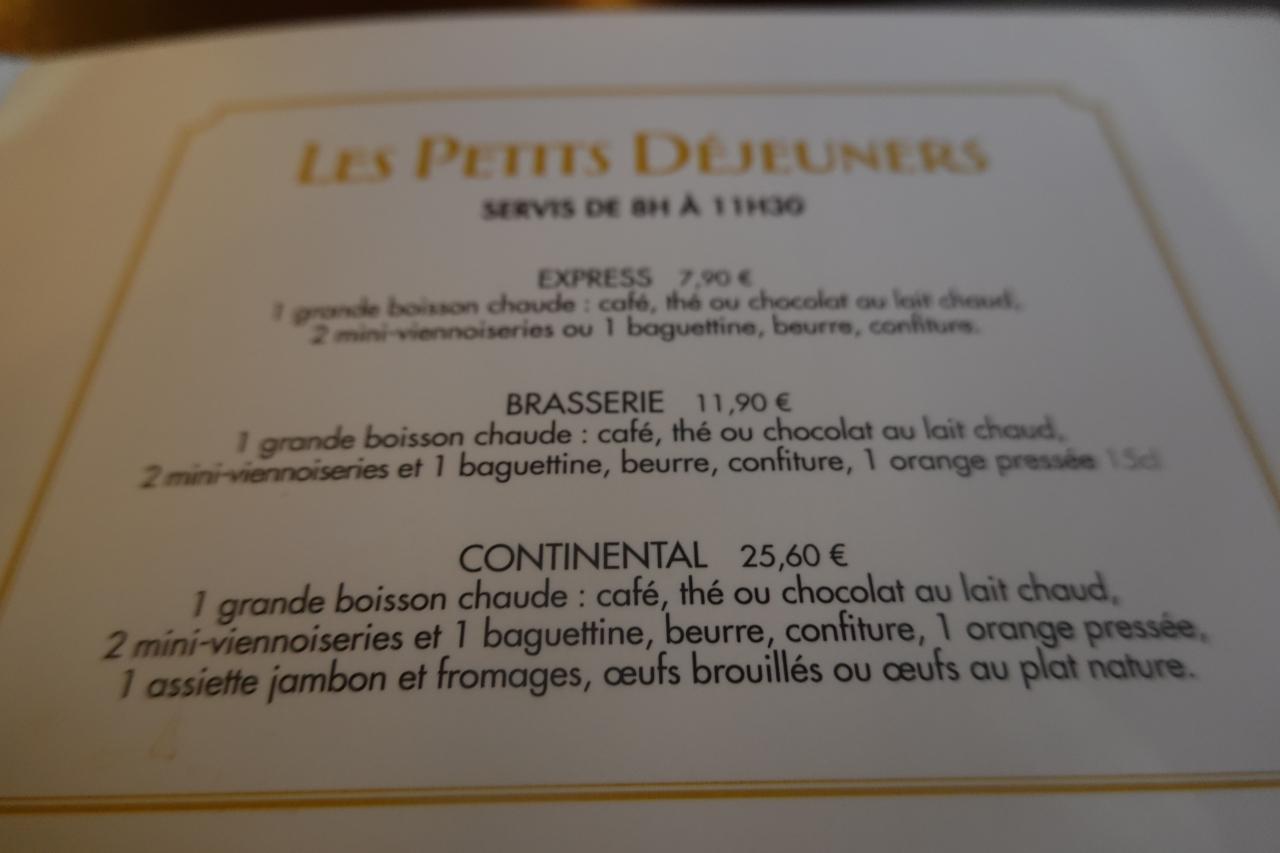 LES PETITS DÉJEUNERS
SERVIS DE 8H À 11H30
EXPRESS 7,90 €
1 grande boisson chaude : café, thé ou chocolat au lait chaud,
2 mini-viennoiseries ou 1 baguettine, beurre, confiture.
BRASSERIE 11,90 €
1 grande boisson chaude : café, thé ou chocolat au lait chaud,
2 mini-viennoiseries et 1 baguettine, beurre, confiture, 1 orange pressée 15cl
CONTINENTAL 25,60 €
1 grande boisson chaude : café, thé ou chocolat au lait chaud,
2 mini-viennoiseries et 1 baguettine, beurre, confiture, 1 orange pressée,
1 assiette jambon et fromages, œufs brouillés ou œufs au plat nature.